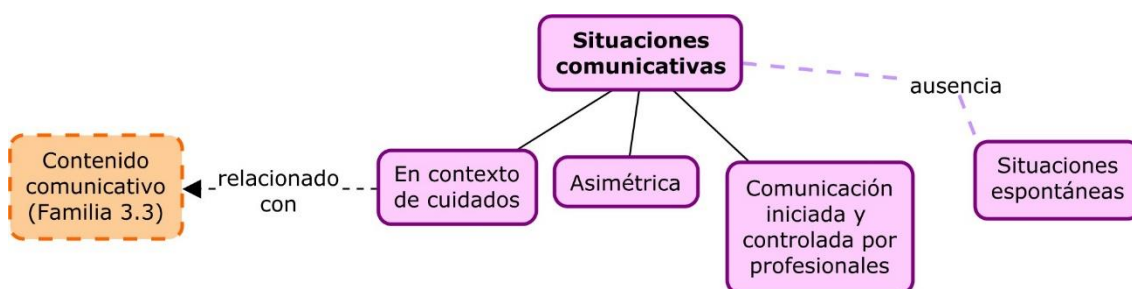 Situaciones
comunicativas
ausencia
Contenido
comunicativo
(Familia 3.3)
relacionado
con
En contexto
de cuidados
Asimétrica
Comunicación
iniciada y
controlada por
profesionales
Situaciones
espontáneas